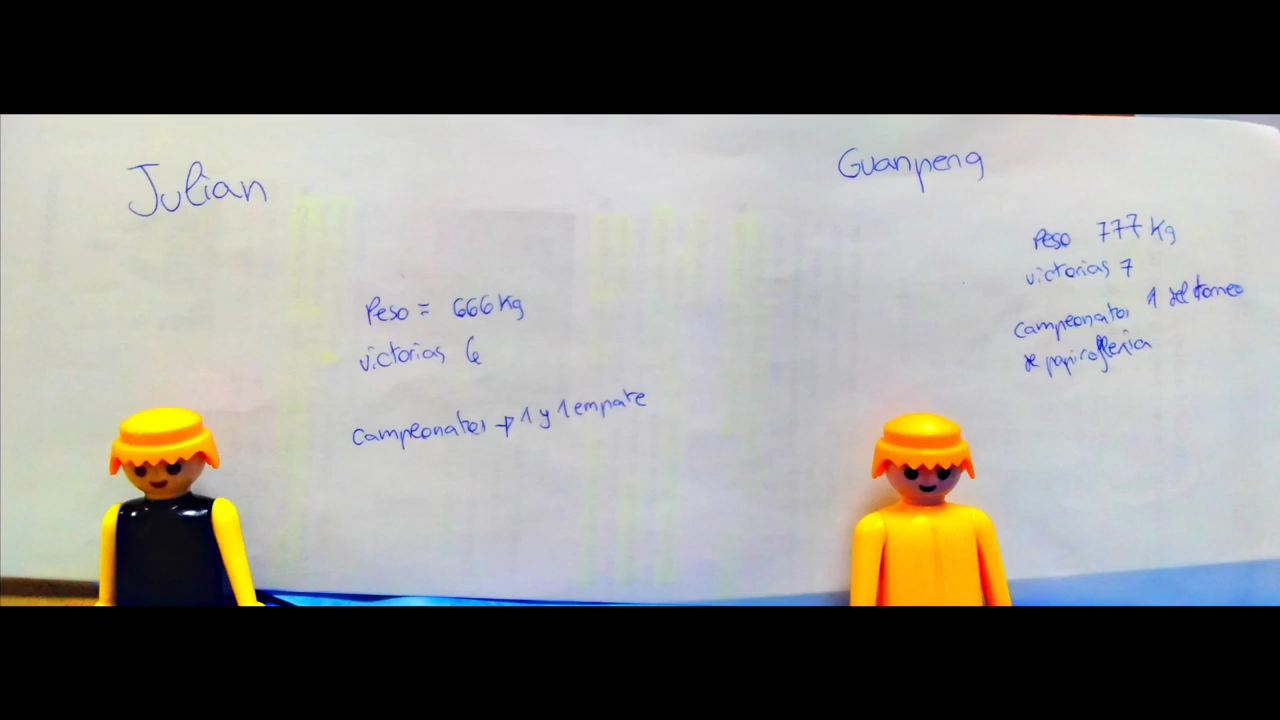 Julian
Peso = 666 Kg
victorias 6
campeonatos → 1 y 1 empate
Guanpeng
Peso 777 Kg
victorias 7
campeonatos 1 del torneo
de papiroflexia